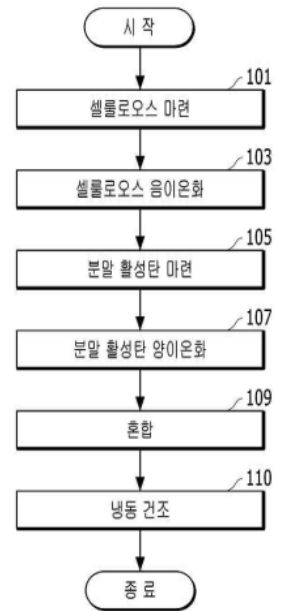 시 작
101
셀룰로오스 마련
103
셀룰로오스 음이온화
105
분말 활성탄 마련
107
분말 활성탄 양이온화
109
혼합
110
냉동 건조
종 료